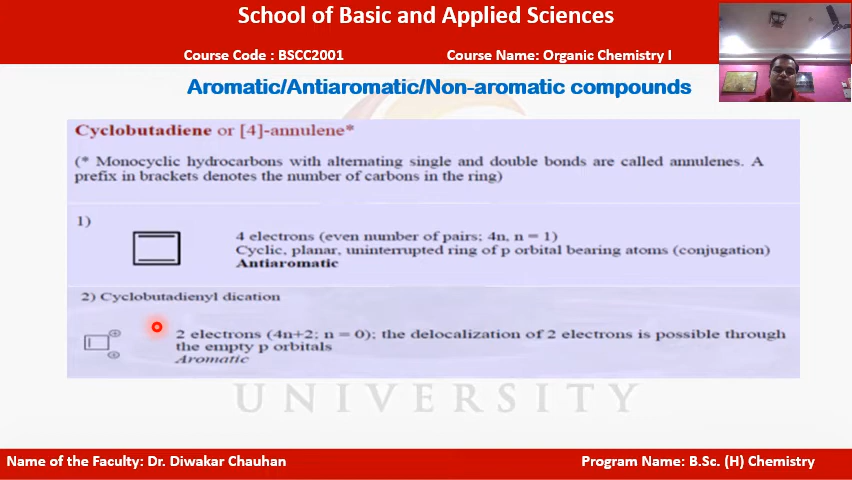 School of Basic and Applied Sciences
Course Code : BSCC2001
Course Name: Organic Chemistry I
Aromatic/Antiaromatic/Non-aromatic compounds
Cyclobutadiene or [4]-annulene*
(* Monocyclic hydrocarbons with alternating single and double bonds are called annulenes. A
prefix in brackets denotes the number of carbons in the ring)
1)
4 electrons (even number of pairs; 4n, n = 1)
Cyclic, planar, uninterrupted ring of p orbital bearing atoms (conjugation)
Antiaromatic
2) Cyclobutadienyl dication
2 electrons (4n+2; n = 0); the delocalization of 2 electrons is possible through
the empty p orbitals
Aromatic
UNIVERSITY
Name of the Faculty: Dr. Diwakar Chauhan
Program Name: B.Sc. (H) Chemistry